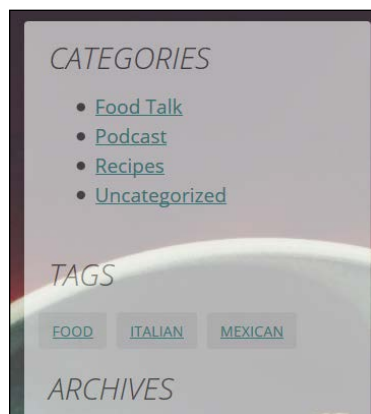 CATEGORIES
Food Talk
Podcast
Recipes
Uncategorized
TAGS
FOOD ITALIAN MEXICAN
ARCHIVES